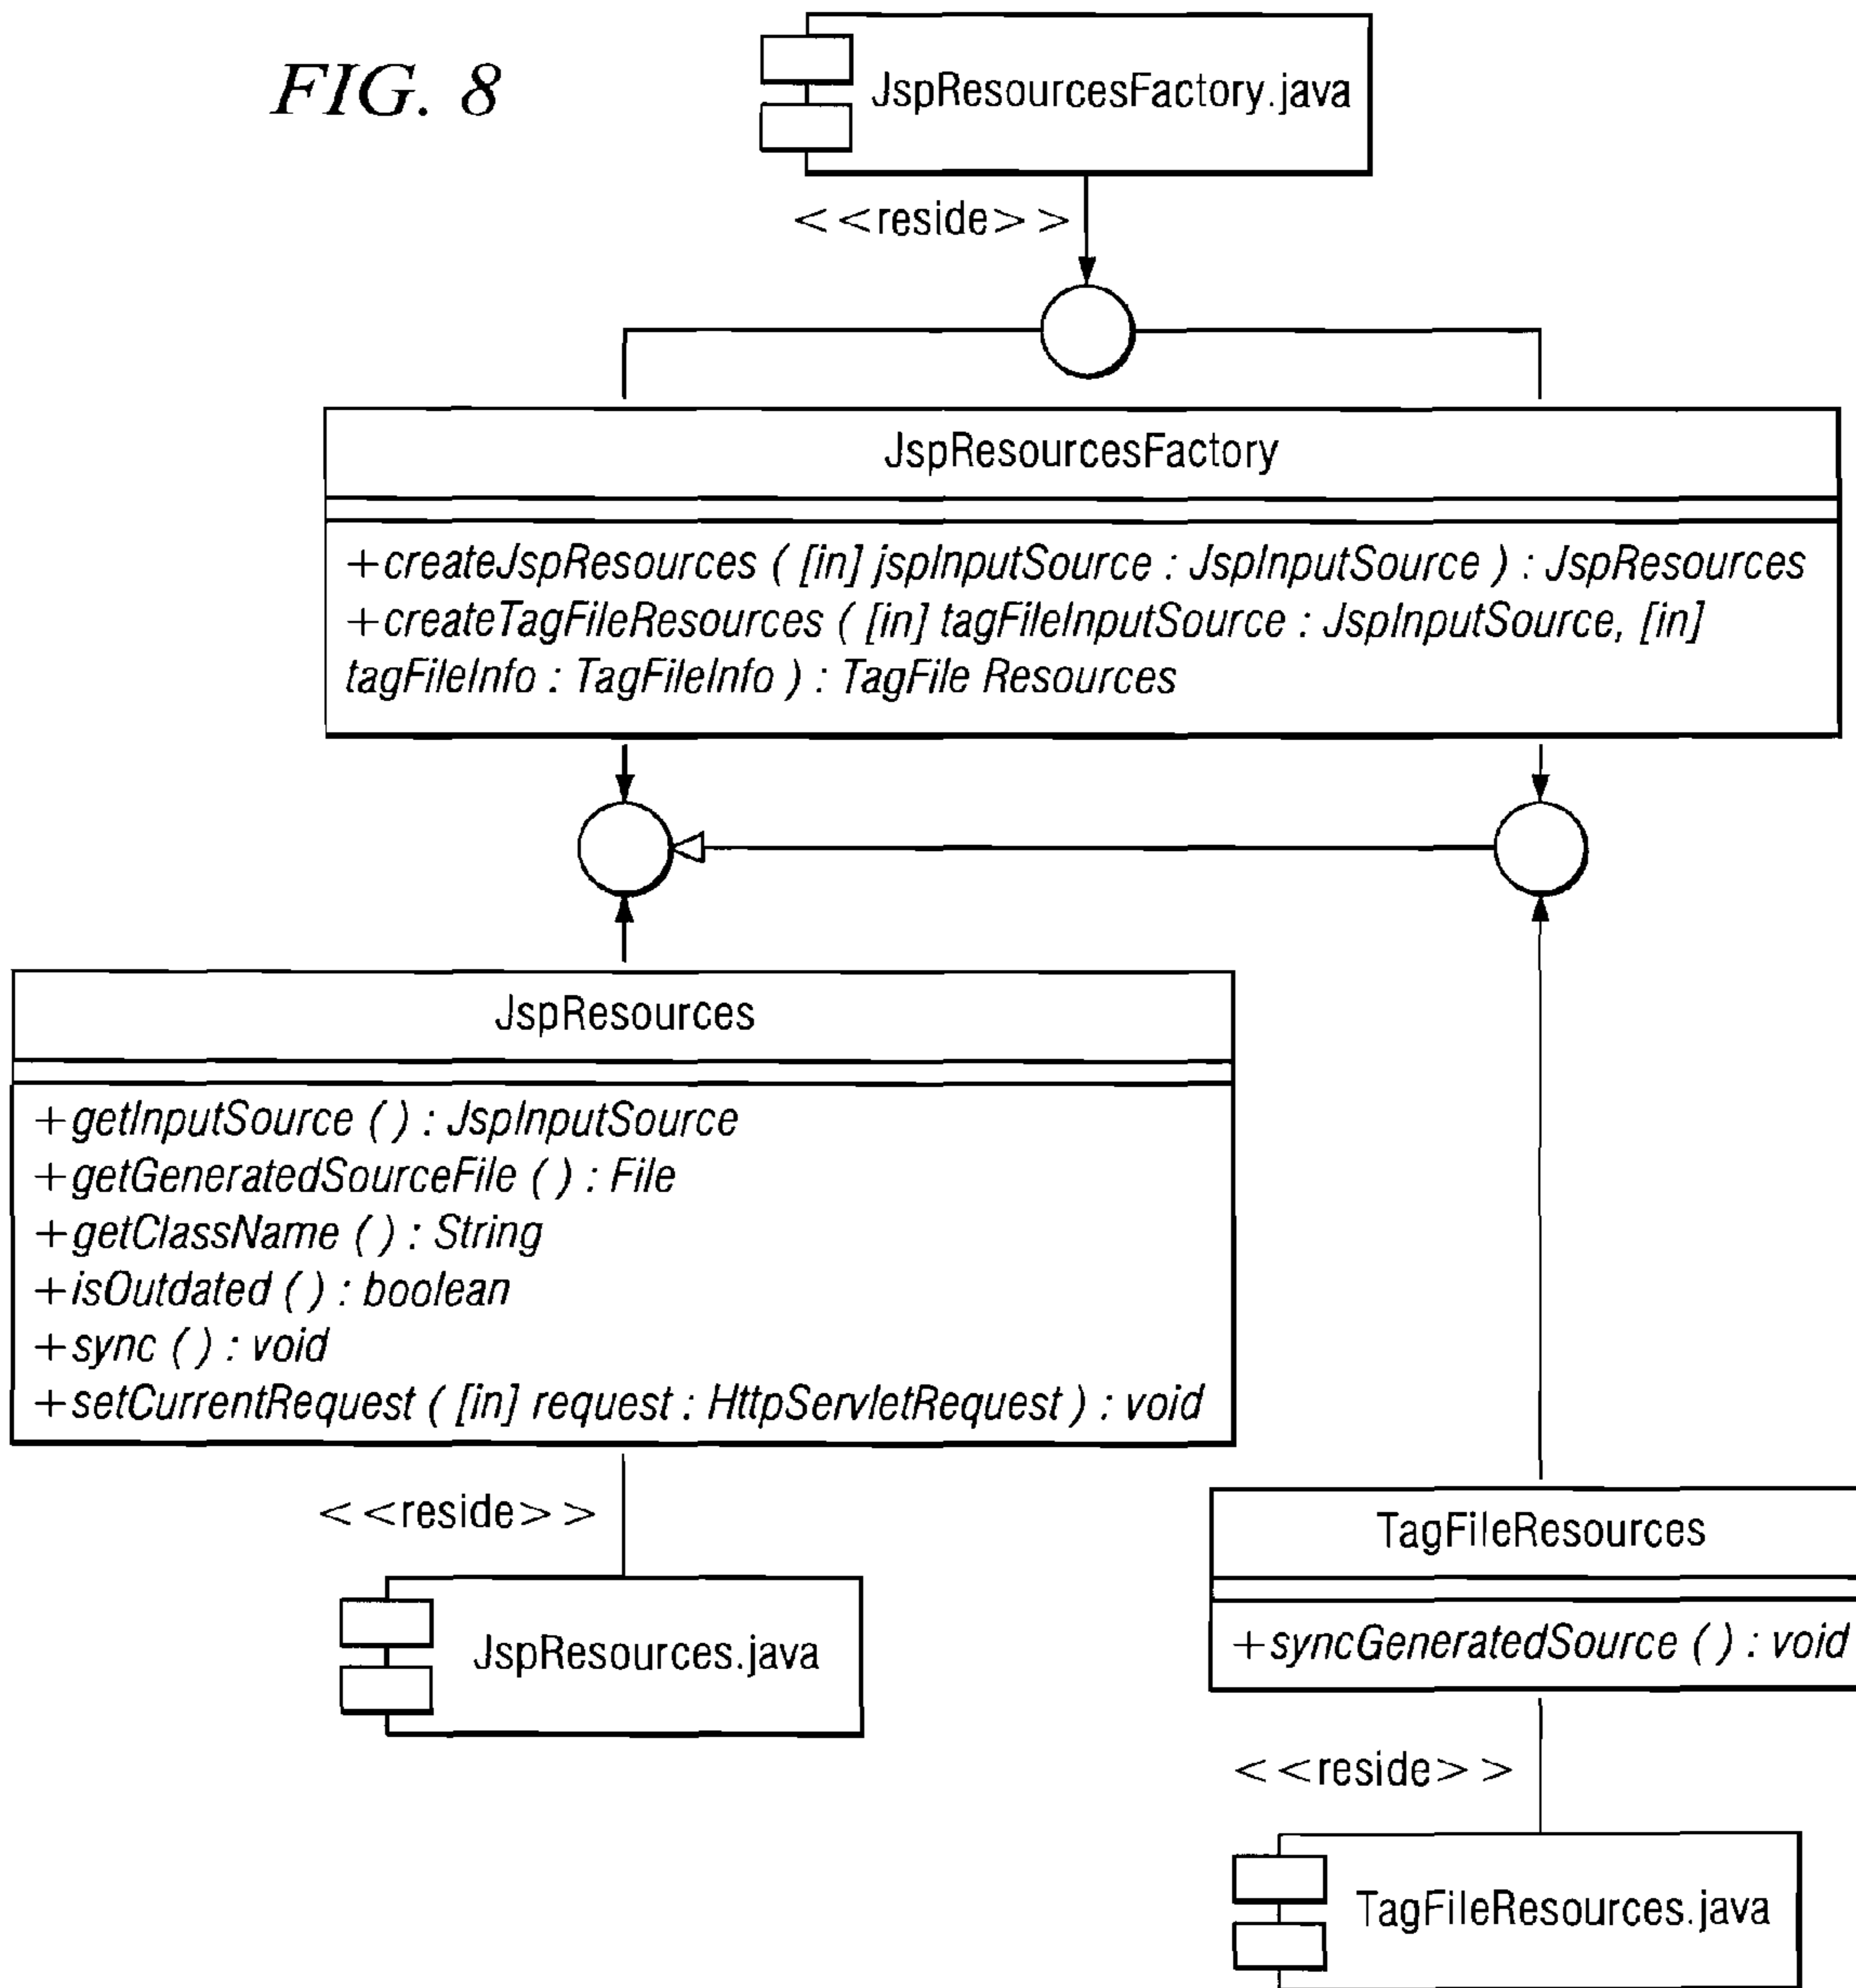 FIG. 8
JspResourcesFactory.java
<<reside>>
JspResourcesFactory
+createJspResources ( [in] jspInputSource : JspInputSource ) : JspResources
+createTagFileResources ( [in] tagFileInputSource : JspInputSource, [in]
tagFileInfo : TagFileInfo ) : TagFile Resources
JspResources
+getInputSource ( ) : JspInputSource
+getGeneratedSourceFile ( ) : File
+getClassName ( ) : String
+isOutdated ( ) : boolean
+sync ( ) : void
+setCurrentRequest ( [in] request : HttpServletRequest ) : void
<<reside>>
JspResources.java
TagFileResources
+syncGeneratedSource ( ) : void
<<reside>>
TagFileResources.java